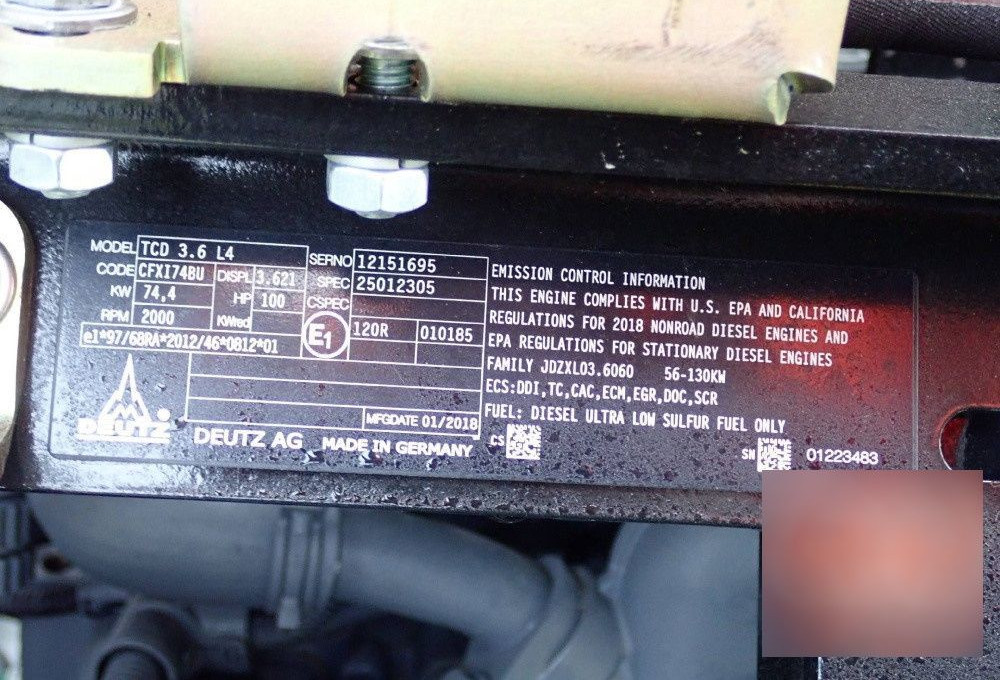 MODEL TCD 3.6 L4 SERNO 12151695
CODE CFXI74BU DISPL 3.621 SPEC 25012305
KW 74,4 HP 100 CSPEC
RPM 2000 KWred E1 120R 010185
e1*97/68RA*2012/46*0812*01
MFGDATE 01/2018
DEUTZ DEUTZ AG MADE IN GERMANY
EMISSION CONTROL INFORMATION
THIS ENGINE COMPLIES WITH U.S. EPA AND CALIFORNIA
REGULATIONS FOR 2018 NONROAD DIESEL ENGINES AND
EPA REGULATIONS FOR STATIONARY DIESEL ENGINES
FAMILY JDZXL03.6060 56-130KW
ECS:DDI,TC,CAC,ECM,EGR,DOC,SCR
FUEL: DIESEL ULTRA LOW SULFUR FUEL ONLY
CS SN 01223483